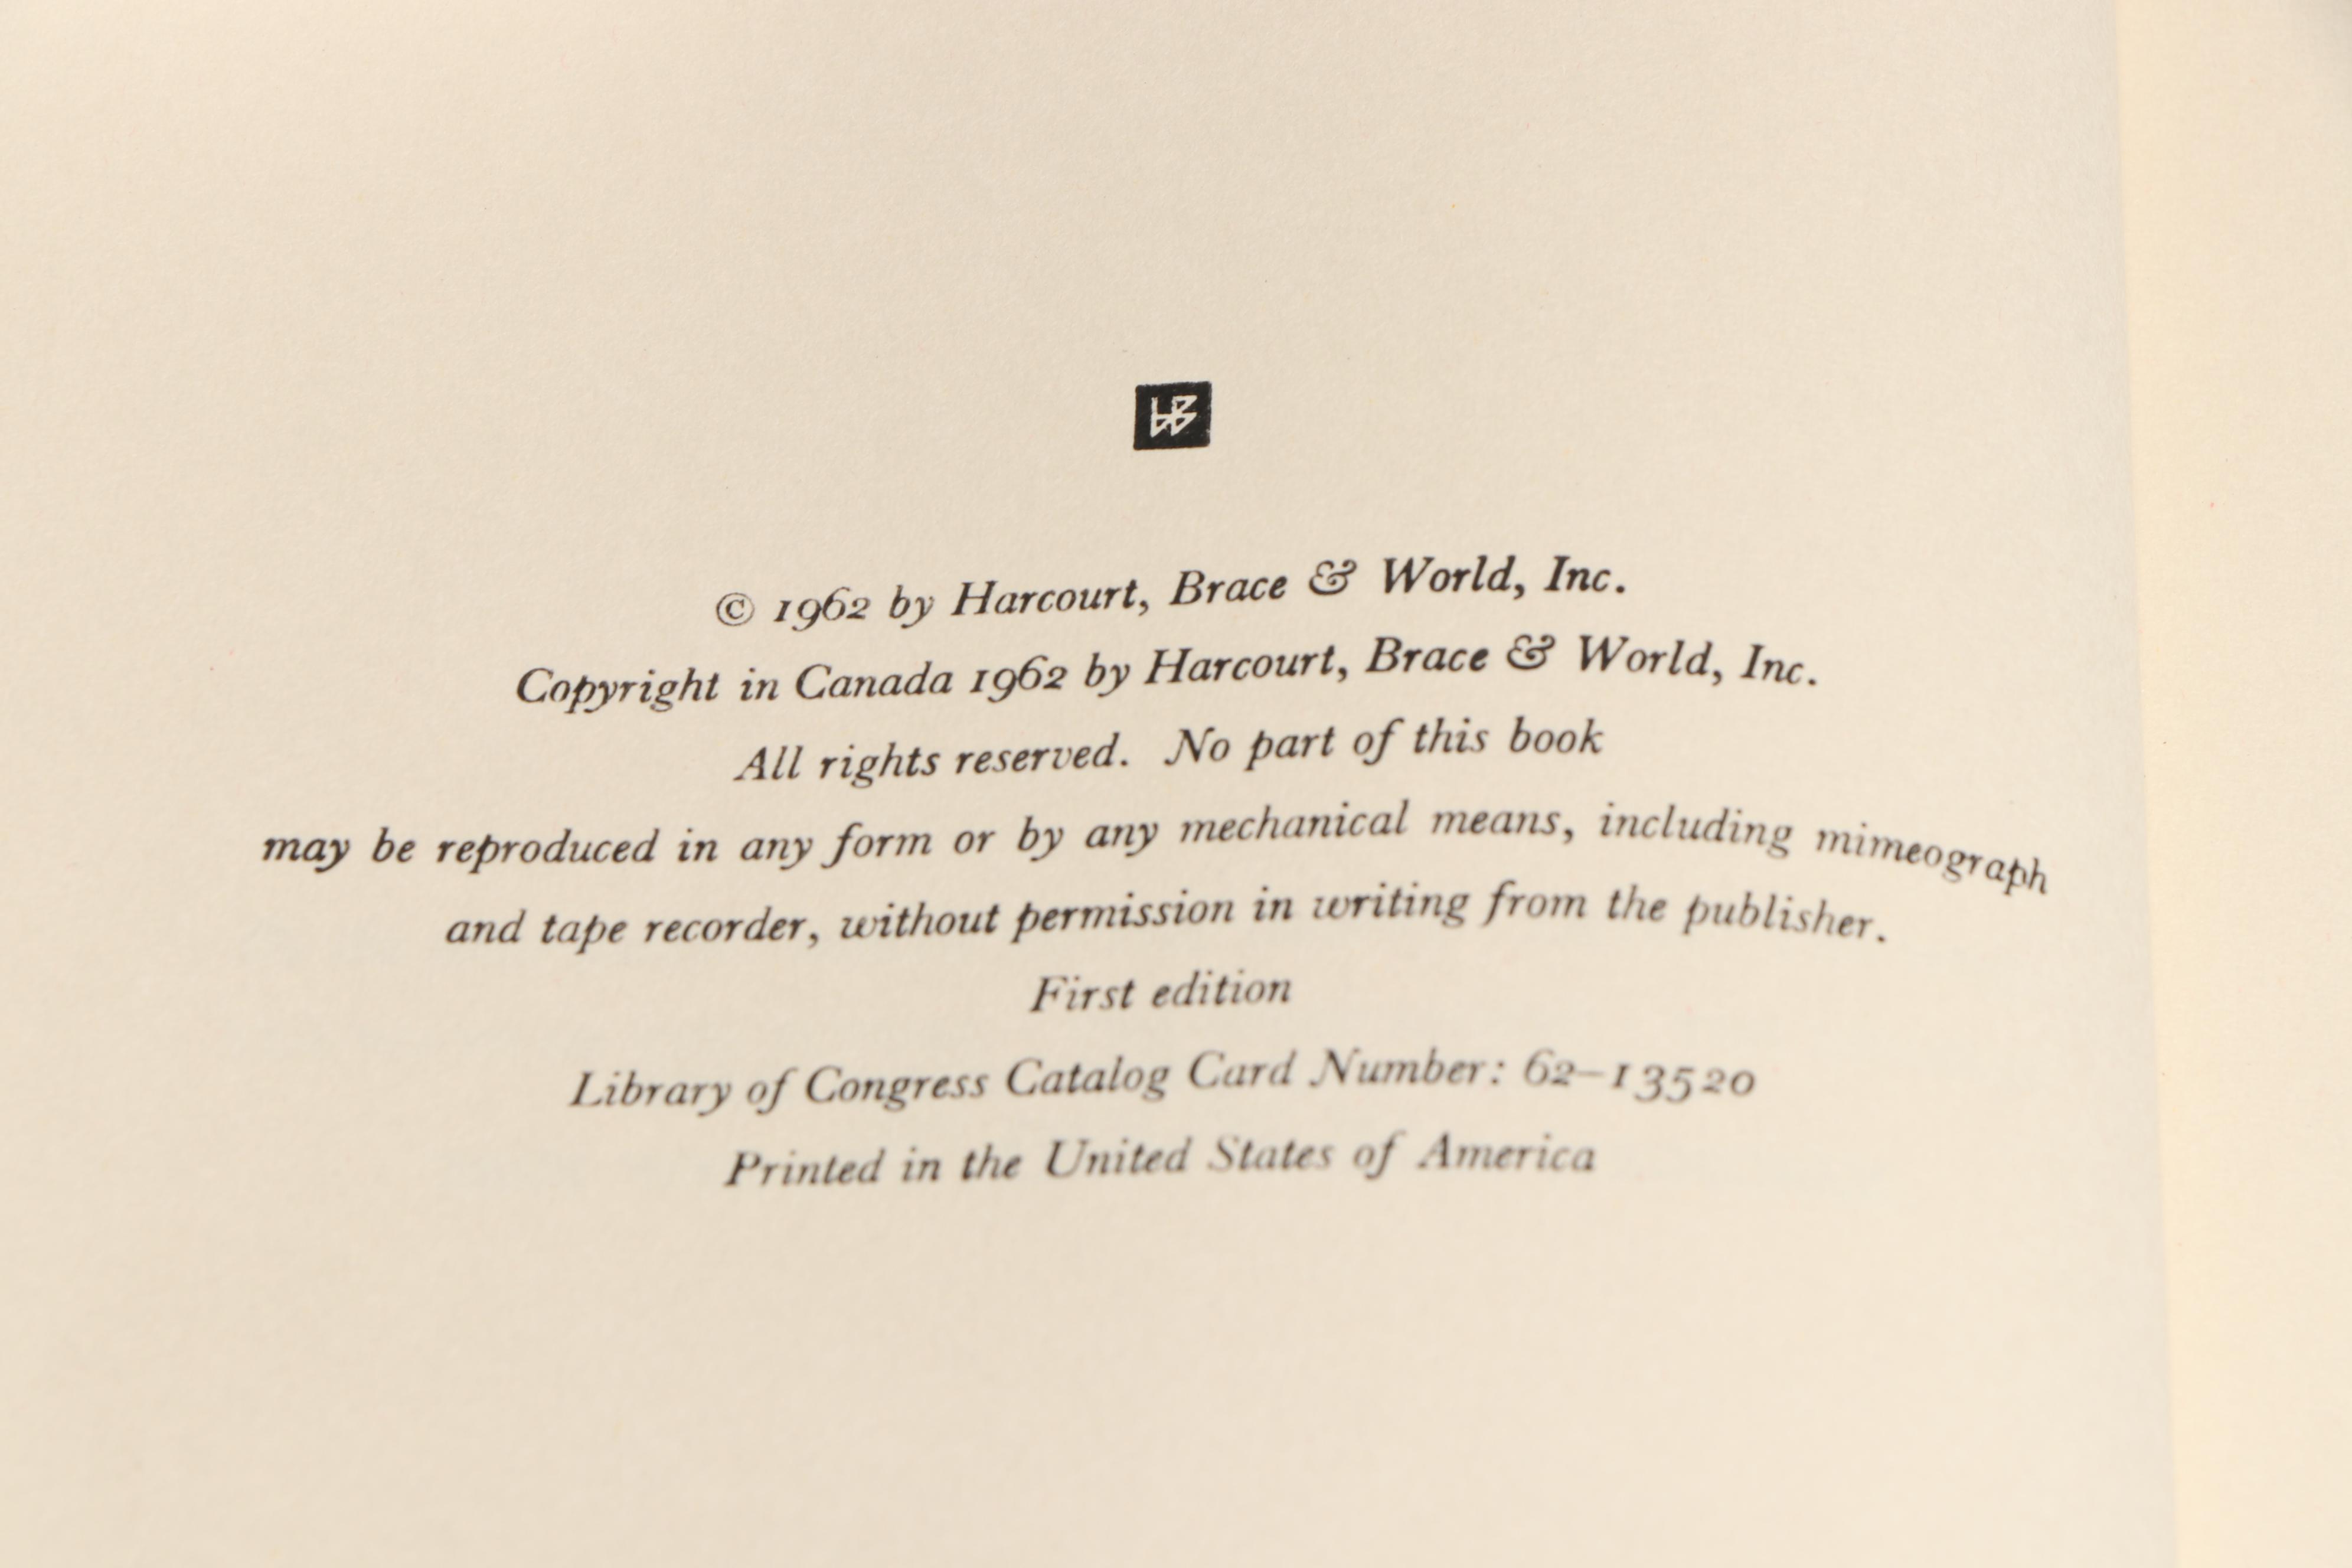 HB
© 1962 by Harcourt, Brace & World, Inc.
Copyright in Canada 1962 by Harcourt, Brace & World, Inc.
All rights reserved. No part of this book
may be reproduced in any form or by any mechanical means, including mimeograph
and tape recorder, without permission in writing from the publisher.
First edition
Library of Congress Catalog Card Number: 62-13520
Printed in the United States of America